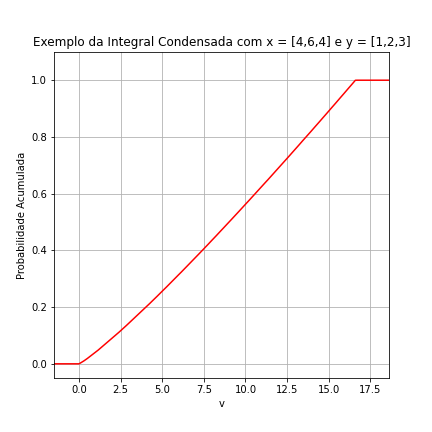 Exemplo da Integral Condensada com x = [4,6,4] e y = [1,2,3]
1.0
0.8
0.6
0.4
0.2
0.0
Probabilidade Acumulada
0.0 2.5 5.0 7.5 10.0 12.5 15.0 17.5
v